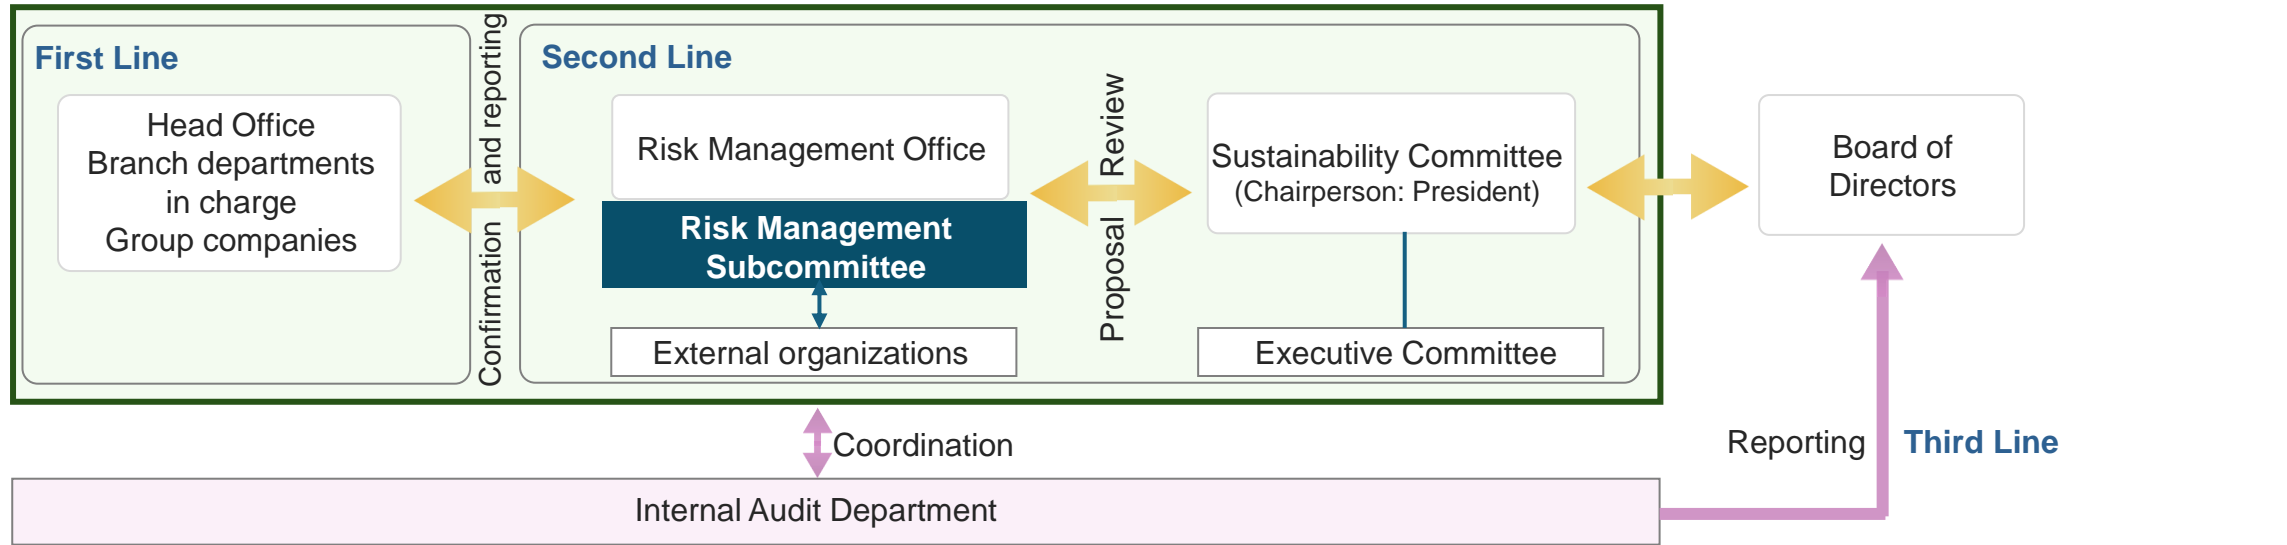 First Line
Head Office
Branch departments
in charge
Group companies
Confirmation and reporting
Second Line
Risk Management Office
Risk Management
Subcommittee
External organizations
Proposal Review
Sustainability Committee
(Chairperson: President)
Executive Committee
Board of
Directors
Coordination
Reporting
Third Line
Internal Audit Department